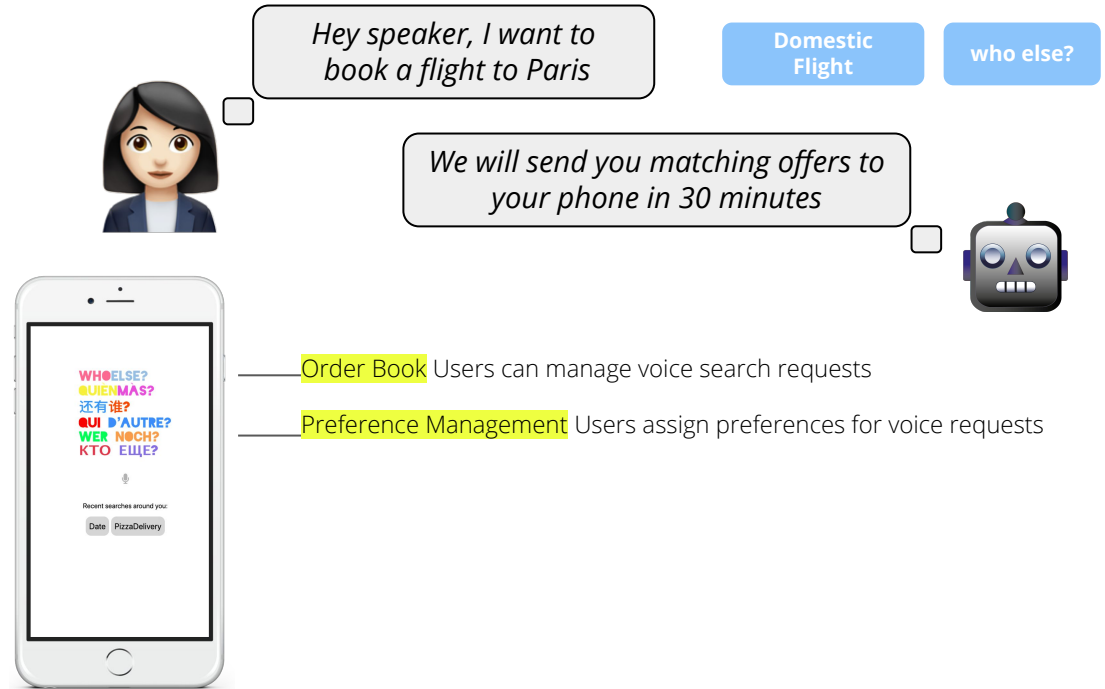 Hey speaker, I want to
book a flight to Paris
Domestic
Flight
who else?
We will send you matching offers to
your phone in 30 minutes
WHOELSE?
QUIENMÁS?
还有谁?
QUI D'AUTRE?
WER NOCH?
КТО ЕЩЕ?
Recent searches around you:
Date PizzaDelivery
Order Book Users can manage voice search requests
Preference Management Users assign preferences for voice requests